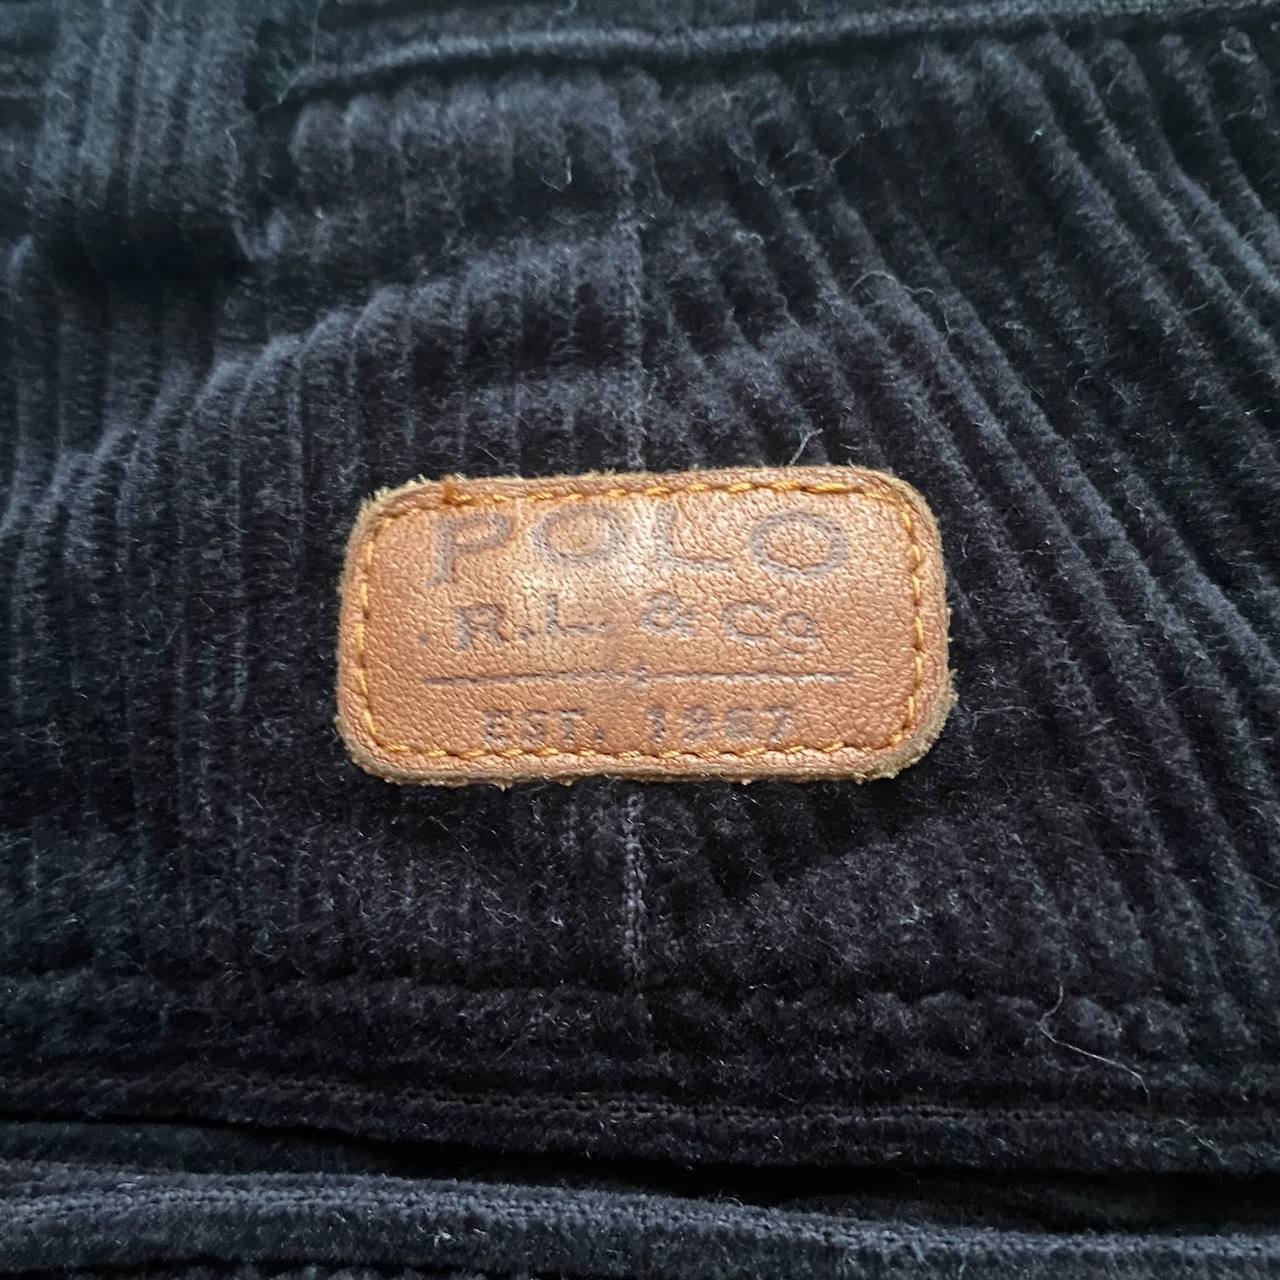 POLO
R.L. & Co
EST. 1967